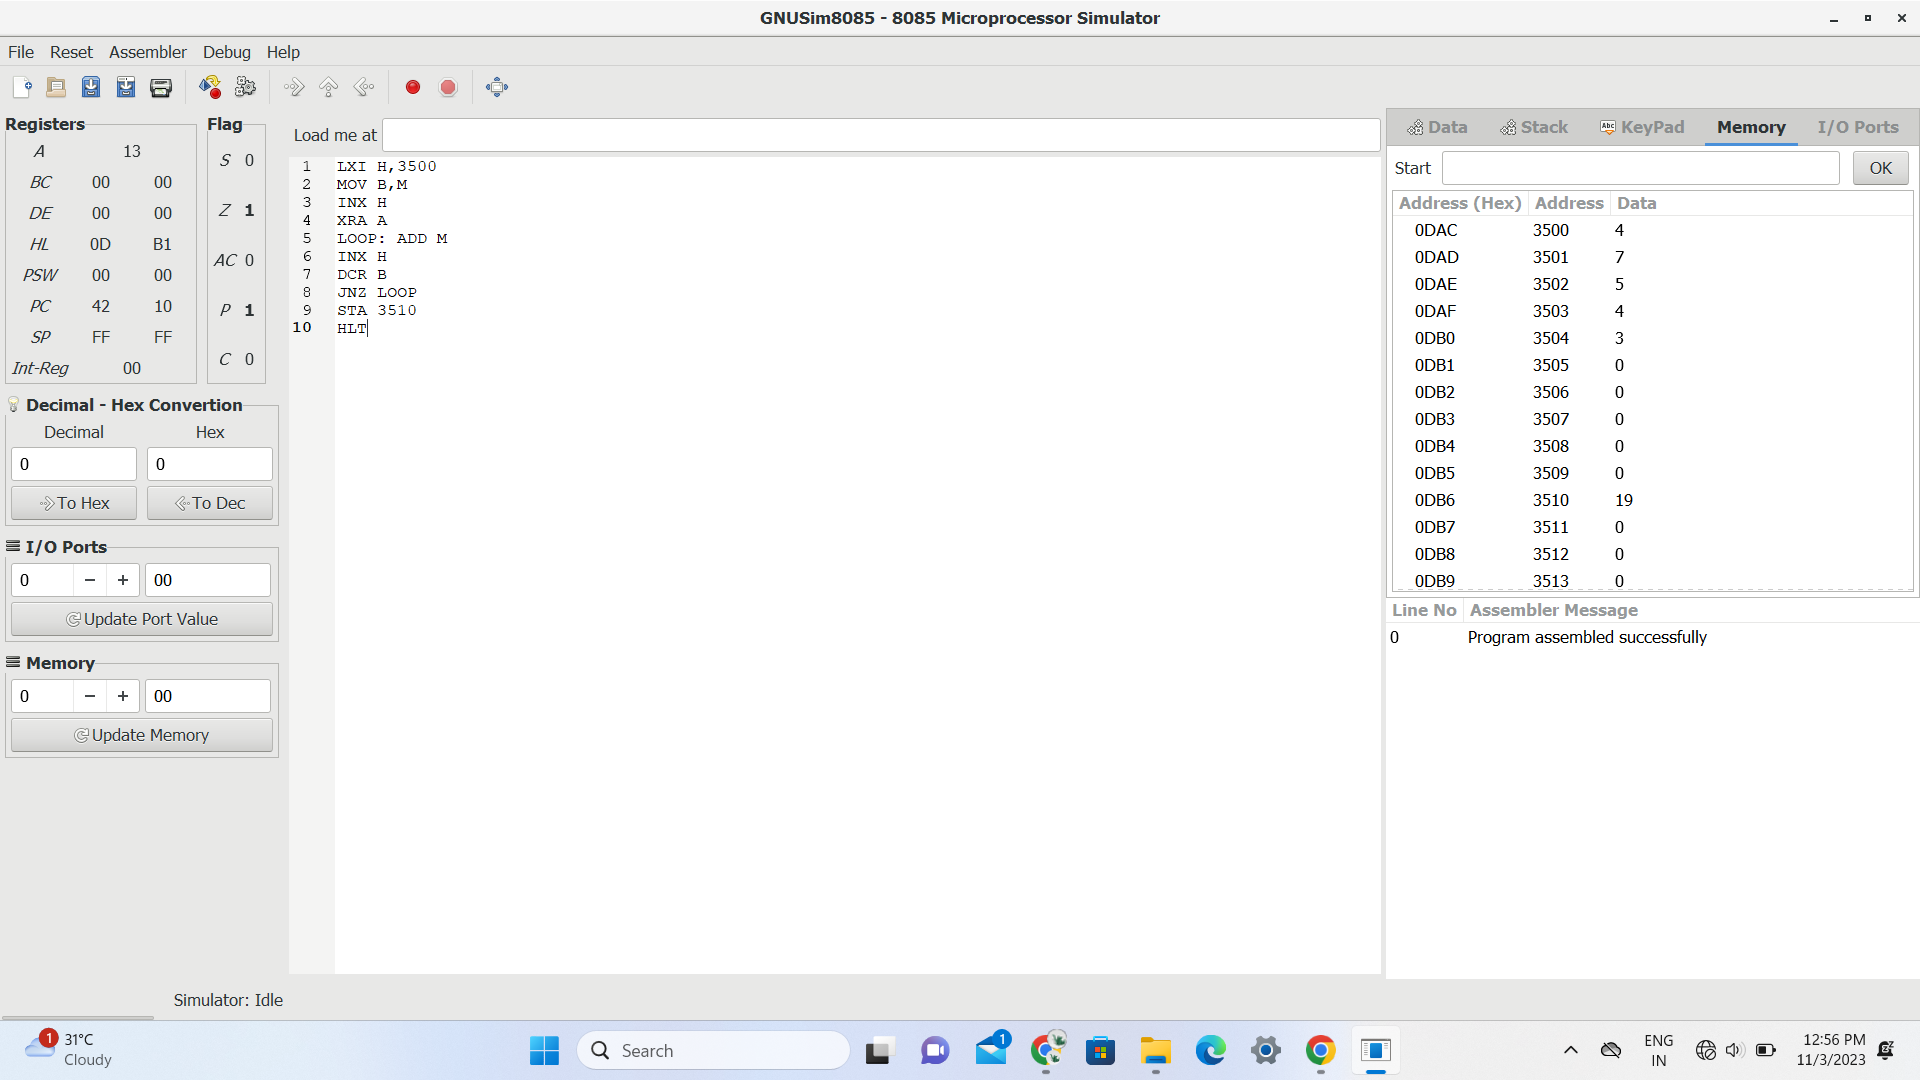 GNUSim8085 - 8085 Microprocessor Simulator
File Reset Assembler Debug Help
Registers
A 13
BC 00 00
DE 00 00
HL 0D B1
PSW 00 00
PC 42 10
SP FF FF
Int-Reg 00
Flag
S 0
Z 1
AC 0
P 1
C 0
Decimal - Hex Convertion
Decimal Hex
0 0
To Hex To Dec
I/O Ports
0 − + 00
Update Port Value
Memory
0 − + 00
Update Memory
Load me at
1 LXI H,3500
2 MOV B,M
3 INX H
4 XRA A
5 LOOP: ADD M
6 INX H
7 DCR B
8 JNZ LOOP
9 STA 3510
10 HLT
Data Stack Abc KeyPad Memory I/O Ports
Start OK
Address (Hex) Address Data
0DAC 3500 4
0DAD 3501 7
0DAE 3502 5
0DAF 3503 4
0DB0 3504 3
0DB1 3505 0
0DB2 3506 0
0DB3 3507 0
0DB4 3508 0
0DB5 3509 0
0DB6 3510 19
0DB7 3511 0
0DB8 3512 0
0DB9 3513 0
Line No Assembler Message
0 Program assembled successfully
Simulator: Idle
1 31°C
Cloudy
Search
1
ENG
IN
12:56 PM
11/3/2023